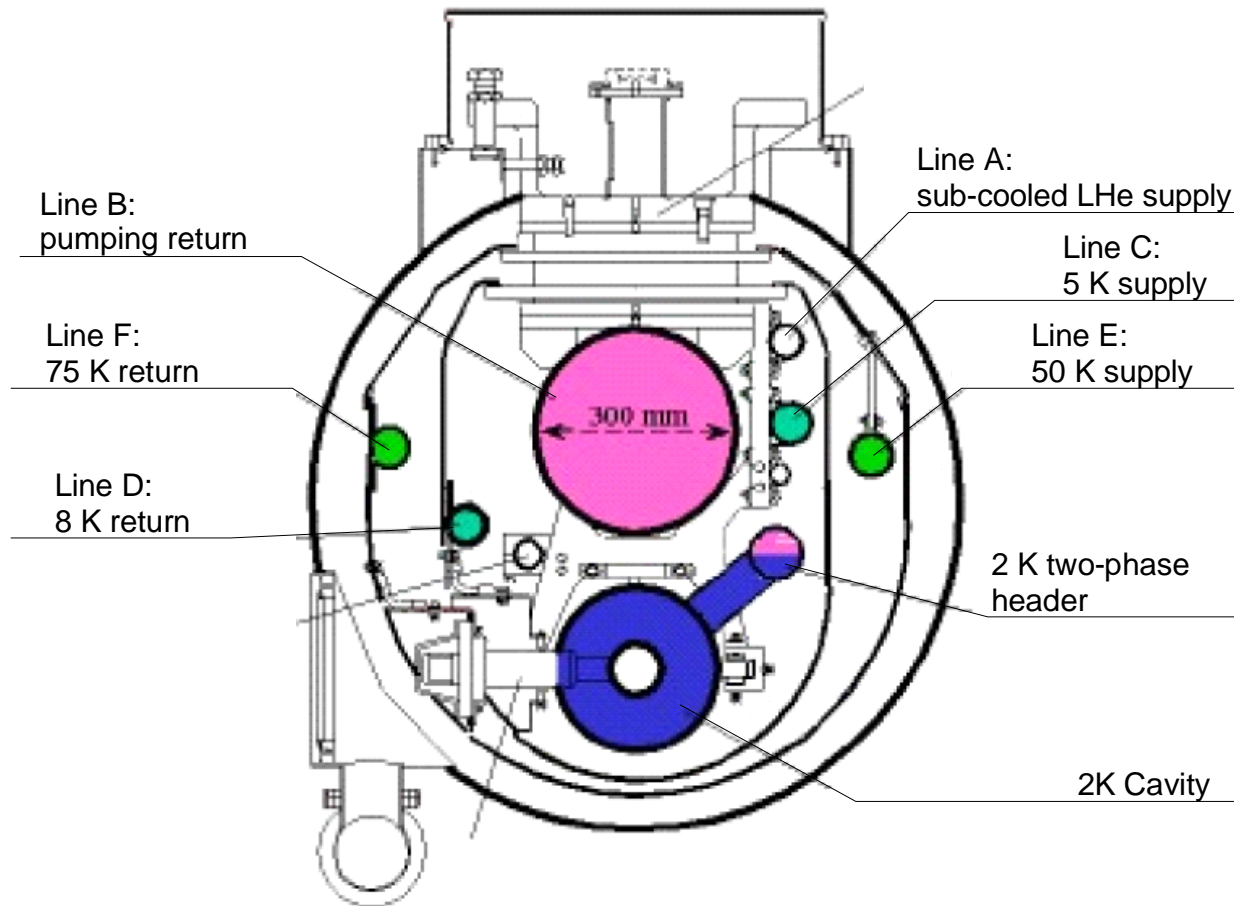 Line A:
sub-cooled LHe supply
Line B:
pumping return
Line C:
5 K supply
Line F:
75 K return
Line E:
50 K supply
300 mm
Line D:
8 K return
2 K two-phase
header
2K Cavity